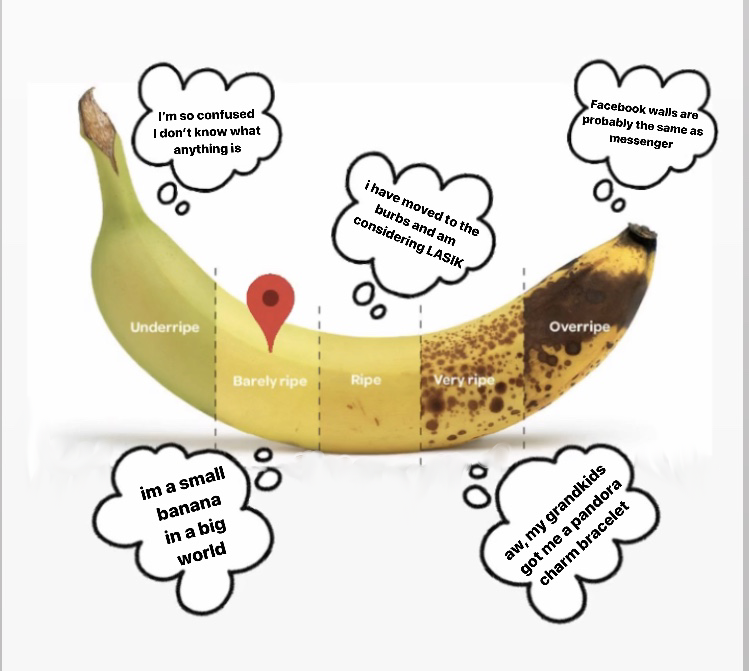 I'm so confused
I don't know what
anything is
Facebook walls are
probably the same as
messenger
i have moved to the
burbs and am
considering LASIK
Underripe
Barely ripe
Ripe
Very ripe
Overripe
im a small
banana
in a big
world
aw, my grandkids
got me a pandora
charm bracelet